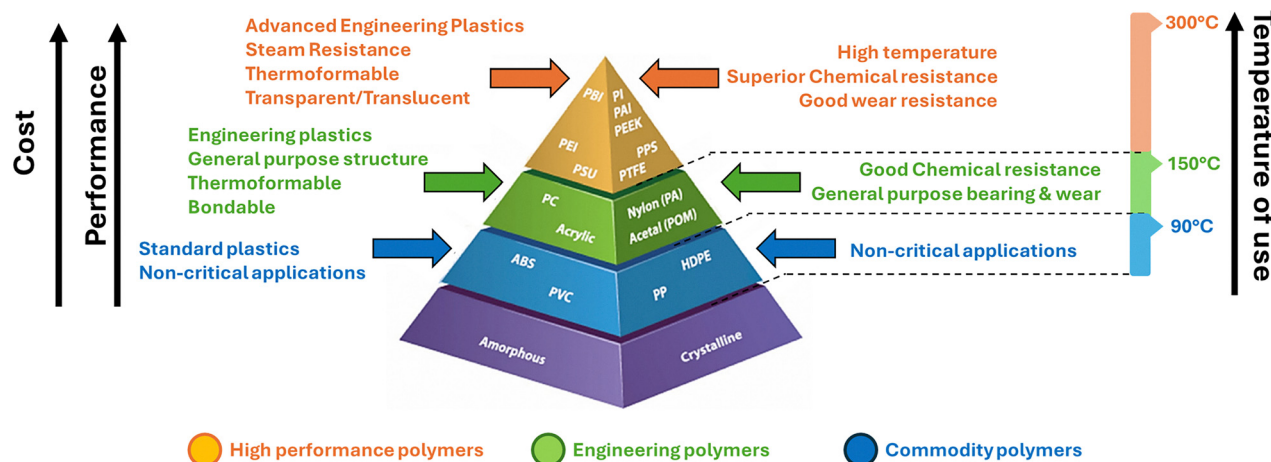 Cost
Performance
Advanced Engineering Plastics
Steam Resistance
Thermoformable
Transparent/Translucent
Engineering plastics
General purpose structure
Thermoformable
Bondable
Standard plastics
Non-critical applications
PBI
PEI
PSU
PI
PAI
PEEK
PPS
PTFE
PC
Acrylic
Nylon (PA)
Acetal (POM)
ABS
PVC
HDPE
PP
Amorphous
Crystalline
High temperature
Superior Chemical resistance
Good wear resistance
Good Chemical resistance
General purpose bearing & wear
Non-critical applications
300°C
150°C
90°C
Temperature of use
High performance polymers
Engineering polymers
Commodity polymers